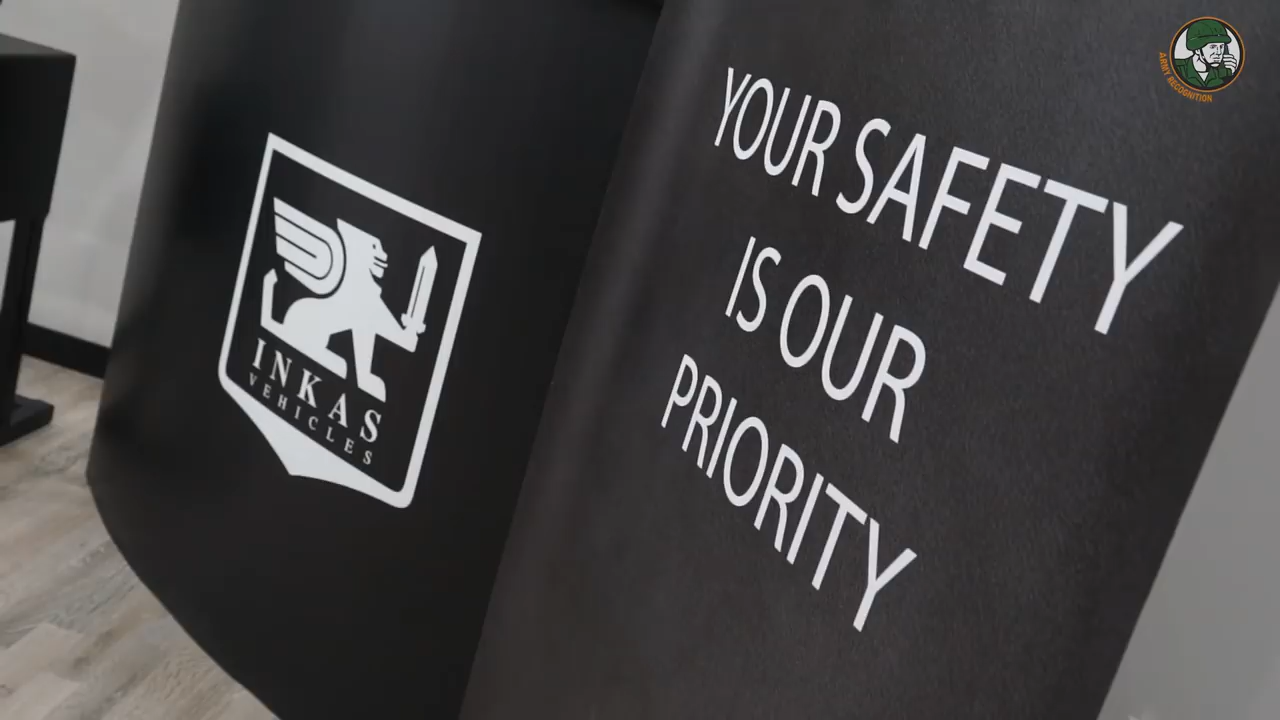 INKAS
VEHICLES
YOUR SAFETY
IS OUR
PRIORITY
ARMY RECOGNITION